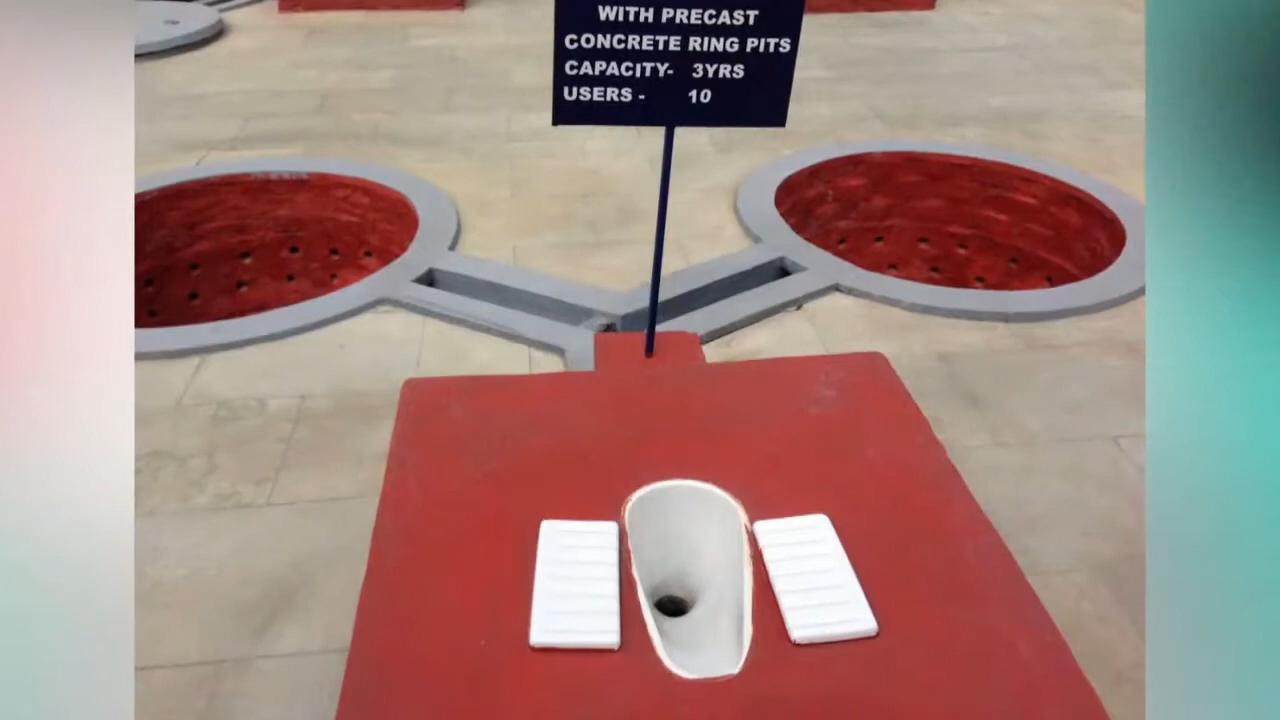 WITH PRECAST
CONCRETE RING PITS
CAPACITY- 3YRS
USERS - 10